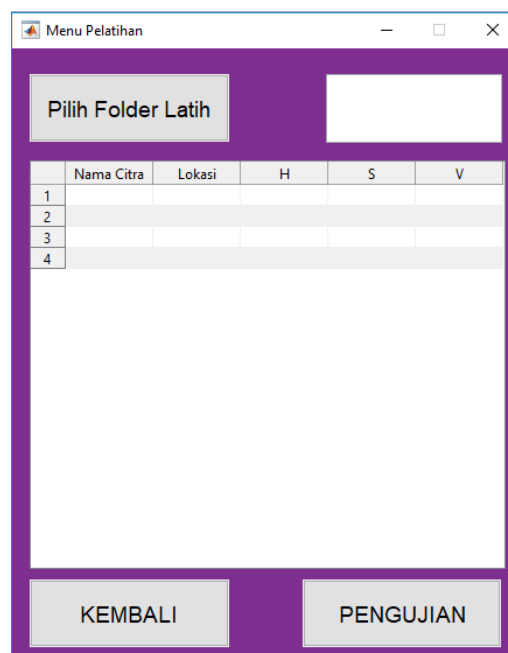 Menu Pelatihan
Pilih Folder Latih
Nama Citra Lokasi H S V
1
2
3
4
KEMBALI PENGUJIAN